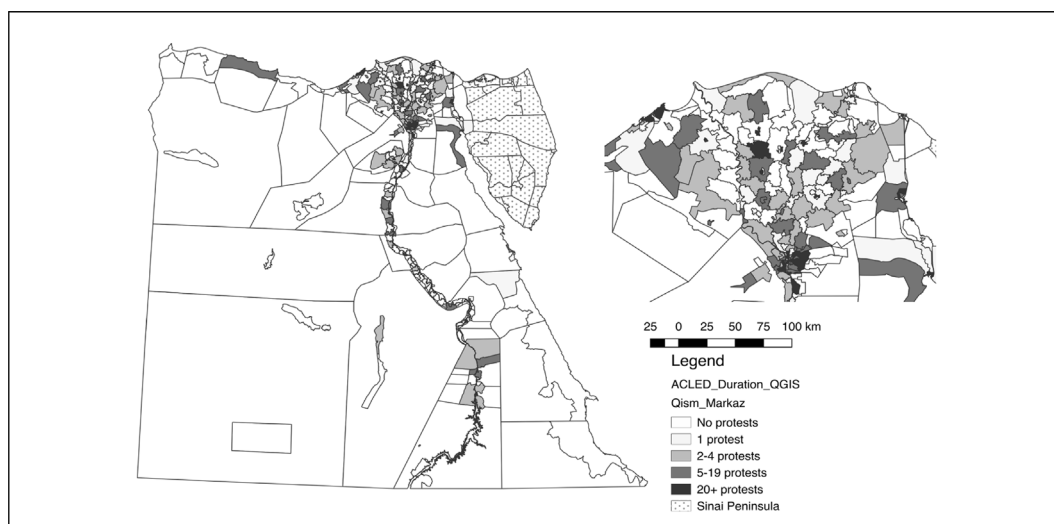 25 0 25 50 75 100 km
Legend
ACLED_Duration_QGIS
Qism_Markaz
No protests
1 protest
2-4 protests
5-19 protests
20+ protests
Sinai Peninsula